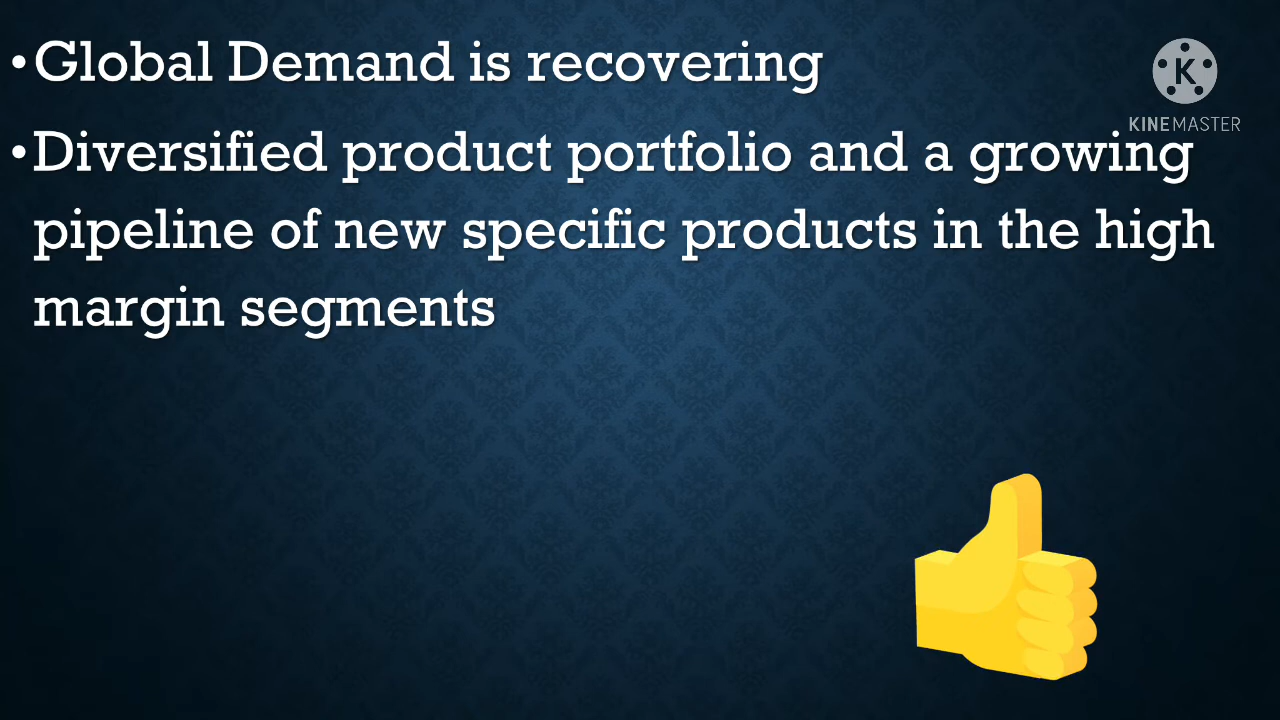 •Global Demand is recovering
K
KINEMASTER
•Diversified product portfolio and a growing
pipeline of new specific products in the high
margin segments